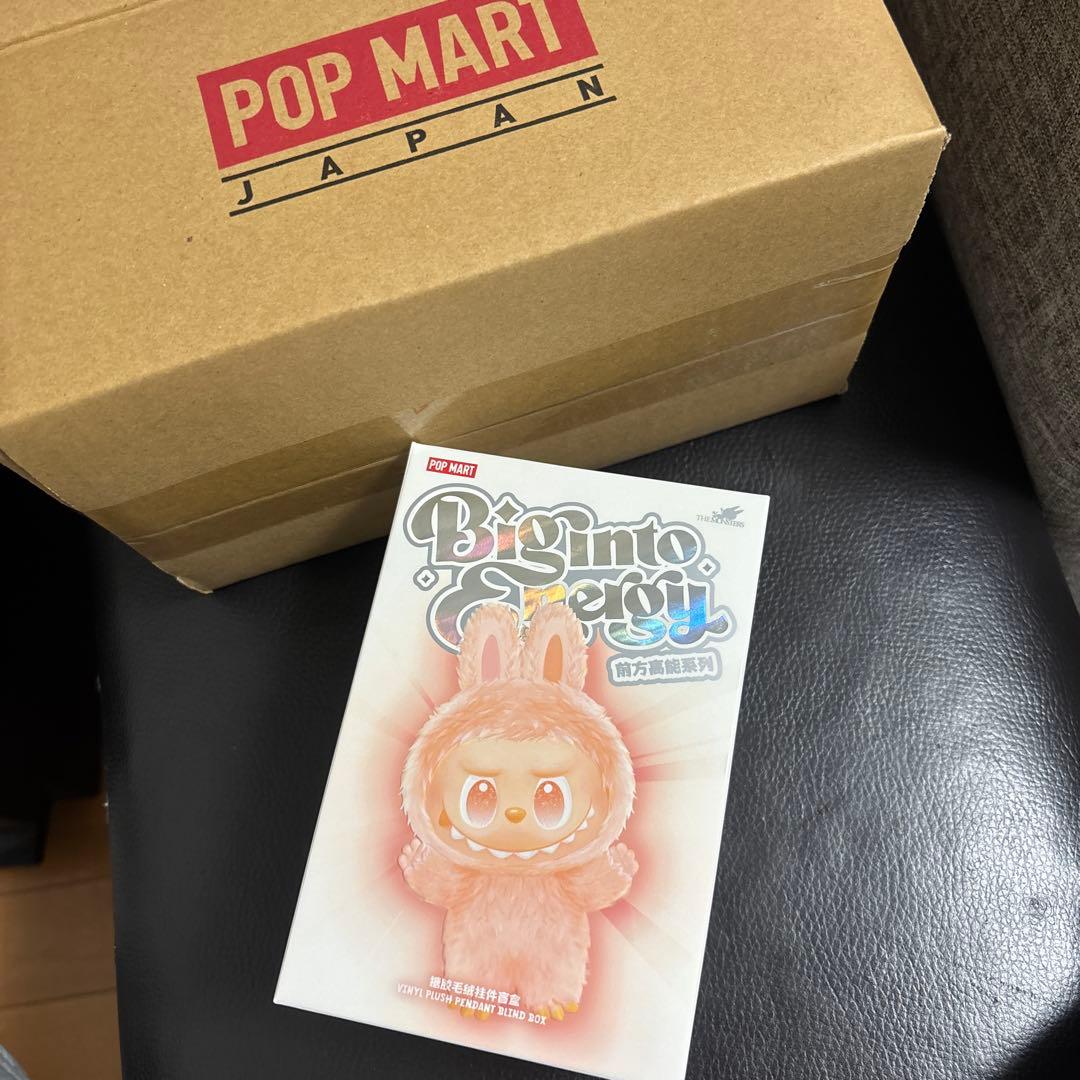 POP MART
JAPAN
POP MART
THE MONSTERS
Big into
Energy
前方高能系列
搪胶毛绒挂件盲盒
VINYL PLUSH PENDANT BLIND BOX